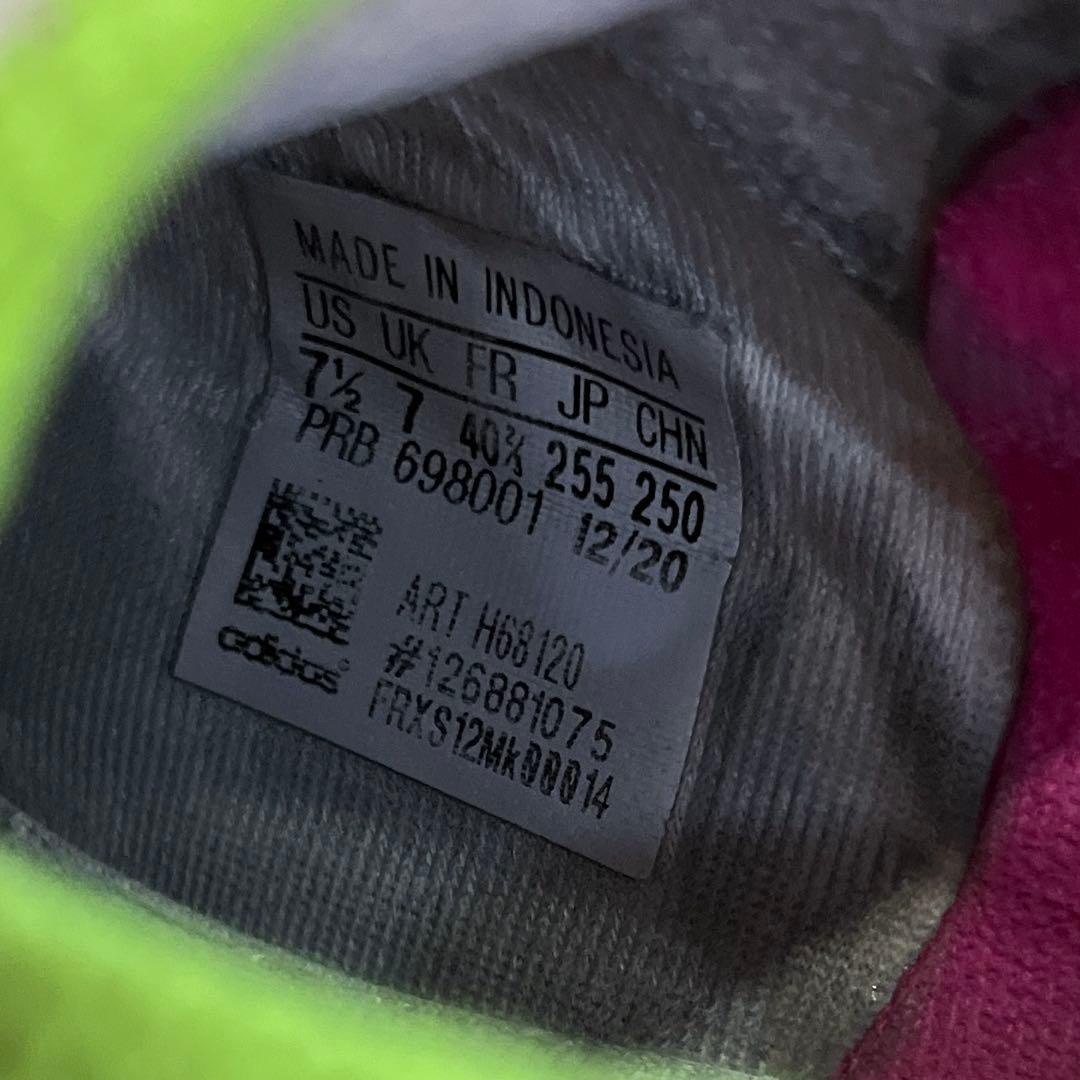 MADE IN INDONESIA
US UK FR JP CHN
7½ 7 40⅔ 255 250
PRB 698001 12/20
ART H68120
#126881075
FRXS12MK00014
adidas